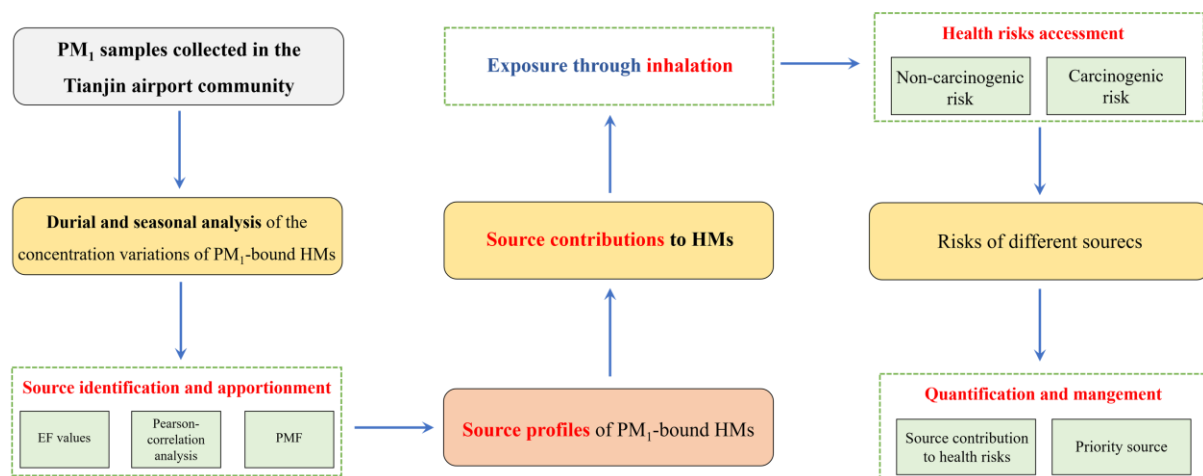 PM₁ samples collected in the
Tianjin airport community
Durial and seasonal analysis of the
concentration variations of PM₁-bound HMs
Source identification and apportionment
EF values
Pearson-
correlation
analysis
PMF
Source profiles of PM₁-bound HMs
Source contributions to HMs
Exposure through inhalation
Health risks accessment
Non-carcinogenic
risk
Carcinogenic
risk
Risks of different sourecs
Quantification and mangement
Source contribution
to health risks
Priority source